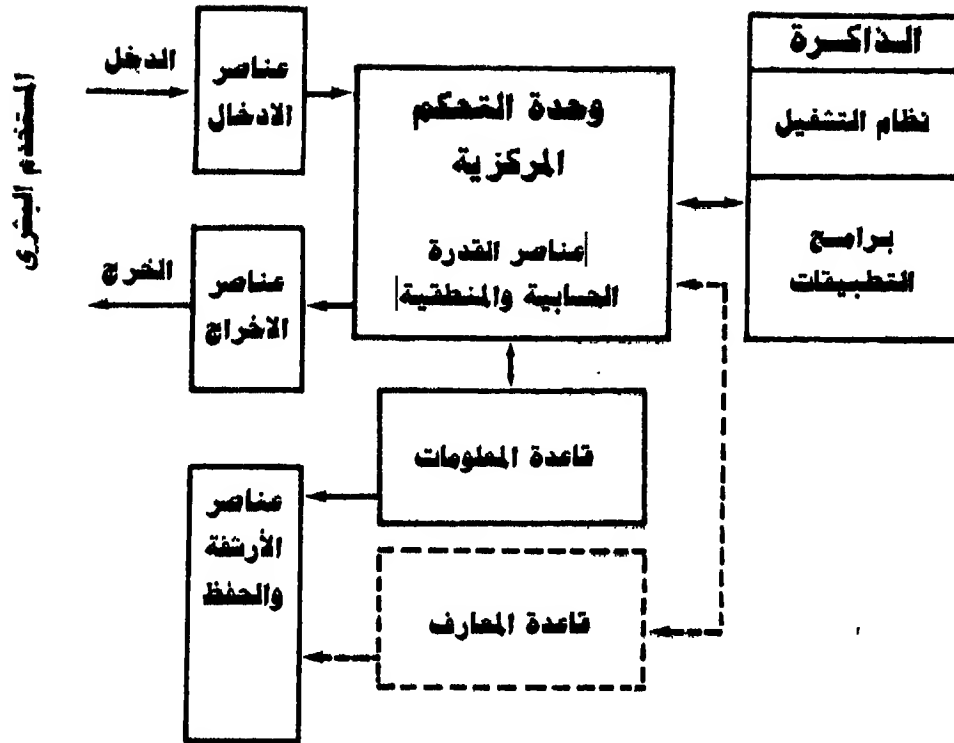 الذاكرة
نظام التشغيل
برامج
التطبيقات
وحدة التحكم
المركزية
عناصر القدرة
الحسابية والمنطقية
عناصر
الادخال
الدخل
المستخدم البشرى
عناصر
الاخراج
الخرج
قاعدة المعلومات
قاعدة المعارف
عناصر
الأرشفة
والحفظ